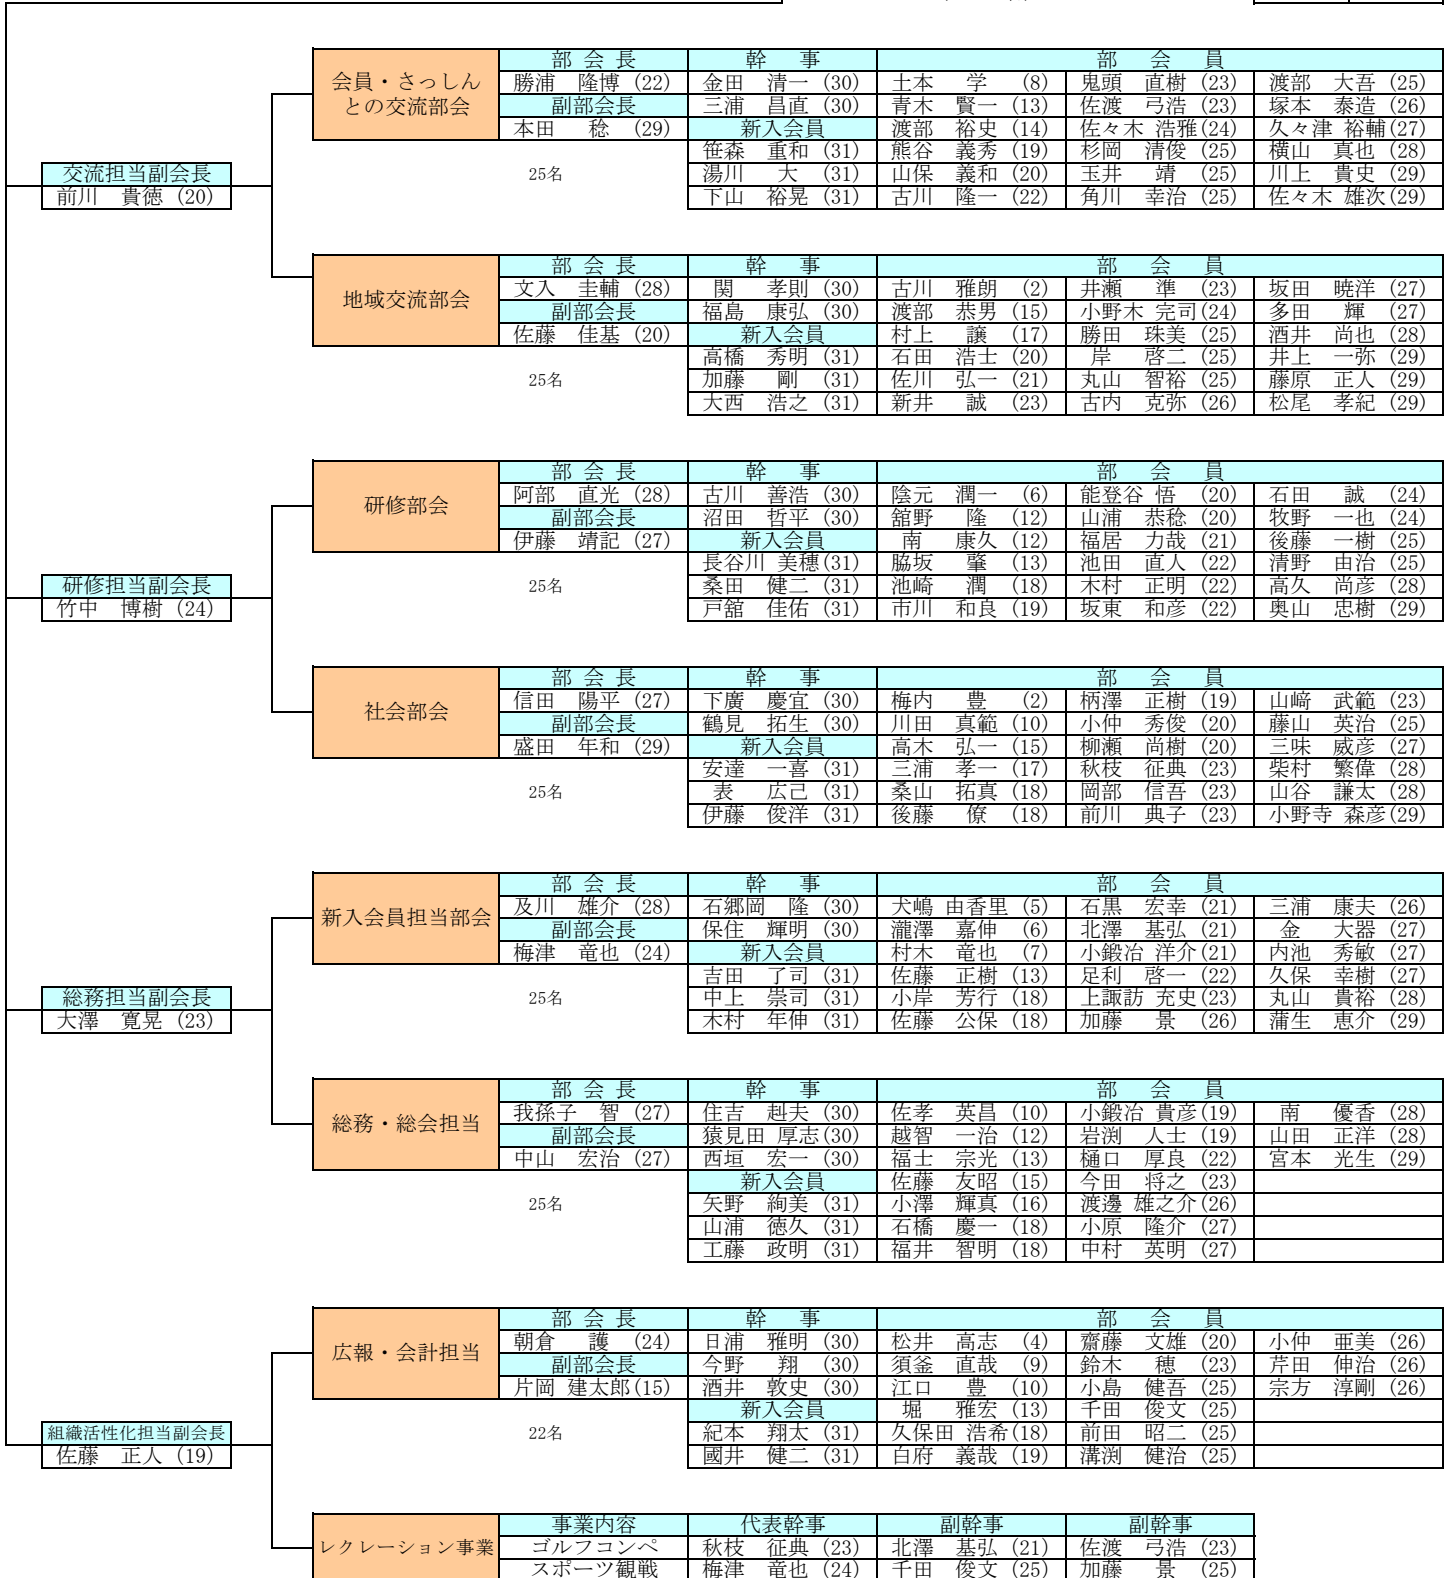 部 会 長 幹 事 部 会 員
会員・さっしん
との交流部会
勝浦 隆博 (22) 金田 清一 (30) 土本 学 (8) 鬼頭 直樹 (23) 渡部 大吾 (25)
副部会長 三浦 昌直 (30) 青木 賢一 (13) 佐渡 弓浩 (23) 塚本 泰造 (26)
本田 稔 (29) 新入会員 渡部 裕史 (14) 佐々木 浩雅(24) 久々津 裕輔(27)
笹森 重和 (31) 熊谷 義秀 (19) 杉岡 清俊 (25) 横山 真也 (28)
交流担当副会長 25名 湯川 大 (31) 山保 義和 (20) 玉井 靖 (25) 川上 貴史 (29)
前川 貴徳 (20) 下山 裕晃 (31) 古川 隆一 (22) 角川 幸治 (25) 佐々木 雄次(29)
部 会 長 幹 事 部 会 員
地域交流部会
文入 圭輔 (28) 関 孝則 (30) 古川 雅朗 (2) 井瀬 準 (23) 坂田 暁洋 (27)
副部会長 福島 康弘 (30) 渡部 恭男 (15) 小野木 完司(24) 多田 輝 (27)
佐藤 佳基 (20) 新入会員 村上 譲 (17) 勝田 珠美 (25) 酒井 尚也 (28)
高橋 秀明 (31) 石田 浩士 (20) 岸 啓二 (25) 井上 一弥 (29)
25名 加藤 剛 (31) 佐川 弘一 (21) 丸山 智裕 (25) 藤原 正人 (29)
大西 浩之 (31) 新井 誠 (23) 古内 克弥 (26) 松尾 孝紀 (29)
部 会 長 幹 事 部 会 員
研修部会
阿部 直光 (28) 古川 善浩 (30) 陰元 潤一 (6) 能登谷 悟 (20) 石田 誠 (24)
副部会長 沼田 哲平 (30) 舘野 隆 (12) 山浦 恭稔 (20) 牧野 一也 (24)
伊藤 靖記 (27) 新入会員 南 康久 (12) 福居 力哉 (21) 後藤 一樹 (25)
長谷川 美穂(31) 脇坂 肇 (13) 池田 直人 (22) 清野 由治 (25)
研修担当副会長 25名 桑田 健二 (31) 池崎 潤 (18) 木村 正明 (22) 高久 尚彦 (28)
竹中 博樹 (24) 戸舘 佳佑 (31) 市川 和良 (19) 坂東 和彦 (22) 奥山 忠樹 (29)
部 会 長 幹 事 部 会 員
社会部会
信田 陽平 (27) 下廣 慶宜 (30) 梅内 豊 (2) 柄澤 正樹 (19) 山﨑 武範 (23)
副部会長 鶴見 拓生 (30) 川田 真範 (10) 小仲 秀俊 (20) 藤山 英治 (25)
盛田 年和 (29) 新入会員 高木 弘一 (15) 柳瀬 尚樹 (20) 三味 威彦 (27)
安達 一喜 (31) 三浦 孝一 (17) 秋枝 征典 (23) 柴村 繁偉 (28)
25名 表 広己 (31) 桑山 拓真 (18) 岡部 信吾 (23) 山谷 謙太 (28)
伊藤 俊洋 (31) 後藤 僚 (18) 前川 典子 (23) 小野寺 森彦(29)
部 会 長 幹 事 部 会 員
新入会員担当部会
及川 雄介 (28) 石郷岡 隆 (30) 犬嶋 由香里 (5) 石黒 宏幸 (21) 三浦 康夫 (26)
副部会長 保住 輝明 (30) 瀧澤 嘉伸 (6) 北澤 基弘 (21) 金 大器 (27)
梅津 竜也 (24) 新入会員 村木 竜也 (7) 小鍛冶 洋介(21) 内池 秀敏 (27)
吉田 了司 (31) 佐藤 正樹 (13) 足利 啓一 (22) 久保 幸樹 (27)
総務担当副会長 25名 中上 崇司 (31) 小岸 芳行 (18) 上諏訪 充史(23) 丸山 貴裕 (28)
大澤 寛晃 (23) 木村 年伸 (31) 佐藤 公保 (18) 加藤 景 (26) 蒲生 恵介 (29)
部 会 長 幹 事 部 会 員
総務・総会担当
我孫子 智 (27) 住吉 赳夫 (30) 佐孝 英昌 (10) 小鍛冶 貴彦(19) 南 優香 (28)
副部会長 猿見田 厚志(30) 越智 一治 (12) 岩渕 人士 (19) 山田 正洋 (28)
中山 宏治 (27) 西垣 宏一 (30) 福士 宗光 (13) 樋口 厚良 (22) 宮本 光生 (29)
新入会員 佐藤 友昭 (15) 今田 将之 (23)
25名 矢野 絢美 (31) 小澤 輝真 (16) 渡邊 雄之介(26)
山浦 徳久 (31) 石橋 慶一 (18) 小原 隆介 (27)
工藤 政明 (31) 福井 智明 (18) 中村 英明 (27)
部 会 長 幹 事 部 会 員
広報・会計担当
朝倉 護 (24) 日浦 雅明 (30) 松井 高志 (4) 齋藤 文雄 (20) 小仲 亜美 (26)
副部会長 今野 翔 (30) 須釜 直哉 (9) 鈴木 穂 (23) 芹田 伸治 (26)
片岡 建太郎(15) 酒井 敦史 (30) 江口 豊 (10) 小島 健吾 (25) 宗方 淳剛 (26)
新入会員 堀 雅宏 (13) 千田 俊文 (25)
組織活性化担当副会長 22名 紀本 翔太 (31) 久保田 浩希(18) 前田 昭二 (25)
佐藤 正人 (19) 國井 健二 (31) 白府 義哉 (19) 溝渕 健治 (25)
事業内容 代表幹事 副幹事 副幹事
レクレーション事業 ゴルフコンペ 秋枝 征典 (23) 北澤 基弘 (21) 佐渡 弓浩 (23)
スポーツ観戦 梅津 竜也 (24) 千田 俊文 (25) 加藤 景 (25)